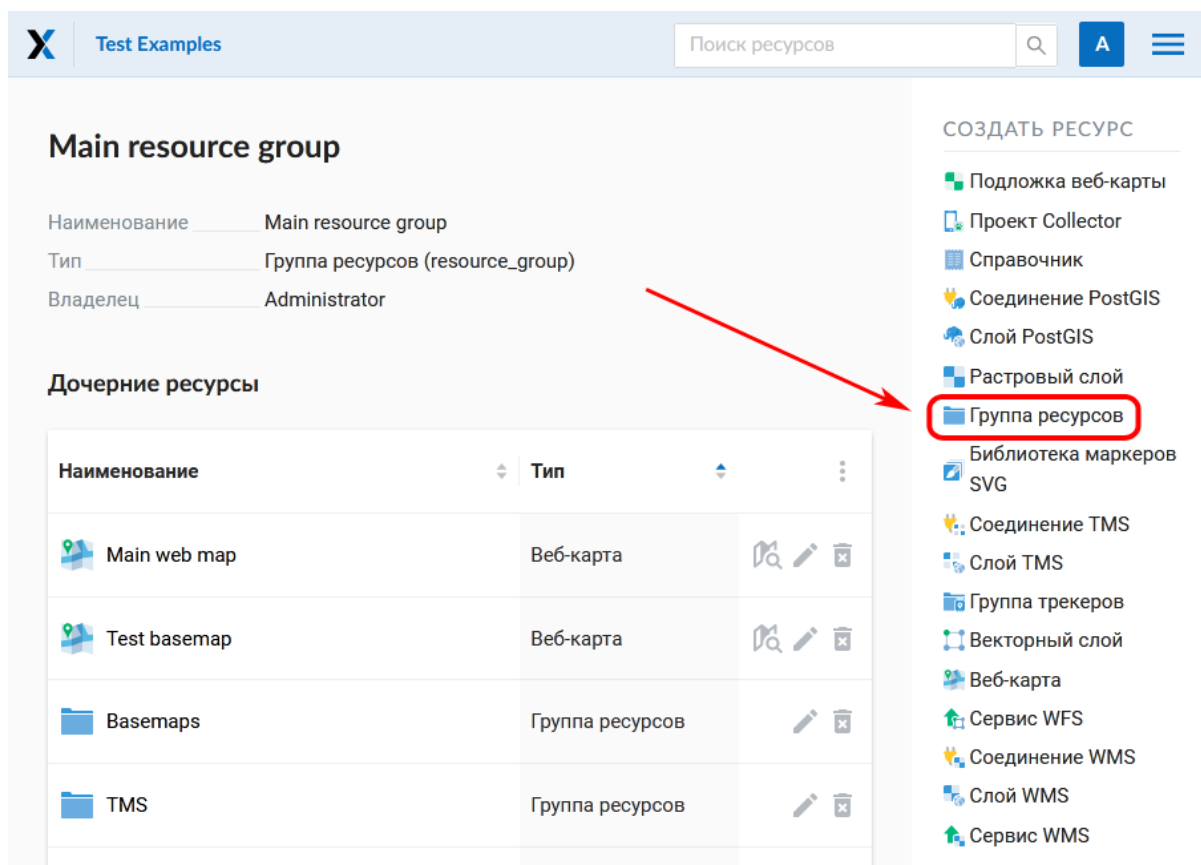 Test Examples
Поиск ресурсов
A
Main resource group
Наименование Main resource group
Тип Группа ресурсов (resource_group)
Владелец Administrator
Дочерние ресурсы
Наименование Тип
Main web map Веб-карта
Test basemap Веб-карта
Basemaps Группа ресурсов
TMS Группа ресурсов
СОЗДАТЬ РЕСУРС
Подложка веб-карты
Проект Collector
Справочник
Соединение PostGIS
Слой PostGIS
Растровый слой
Группа ресурсов
Библиотека маркеров
SVG
Соединение TMS
Слой TMS
Группа трекеров
Векторный слой
Веб-карта
Сервис WFS
Соединение WMS
Слой WMS
Сервис WMS